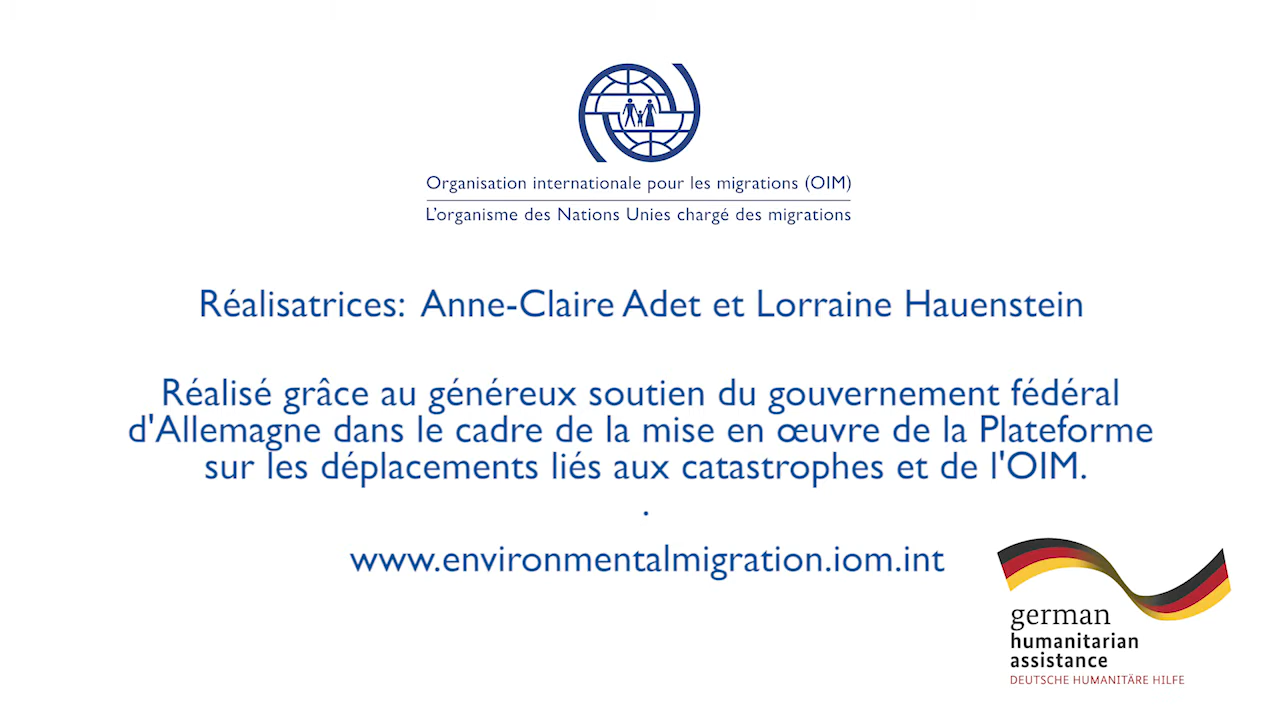 Organisation internationale pour les migrations (OIM)
L'organisme des Nations Unies chargé des migrations
Réalisatrices: Anne-Claire Adet et Lorraine Hauenstein
Réalisé grâce au généreux soutien du gouvernement fédéral
d'Allemagne dans le cadre de la mise en œuvre de la Plateforme
sur les déplacements liés aux catastrophes et de l'OIM.
.
www.environmentalmigration.iom.int
german
humanitarian
assistance
DEUTSCHE HUMANITÄRE HILFE